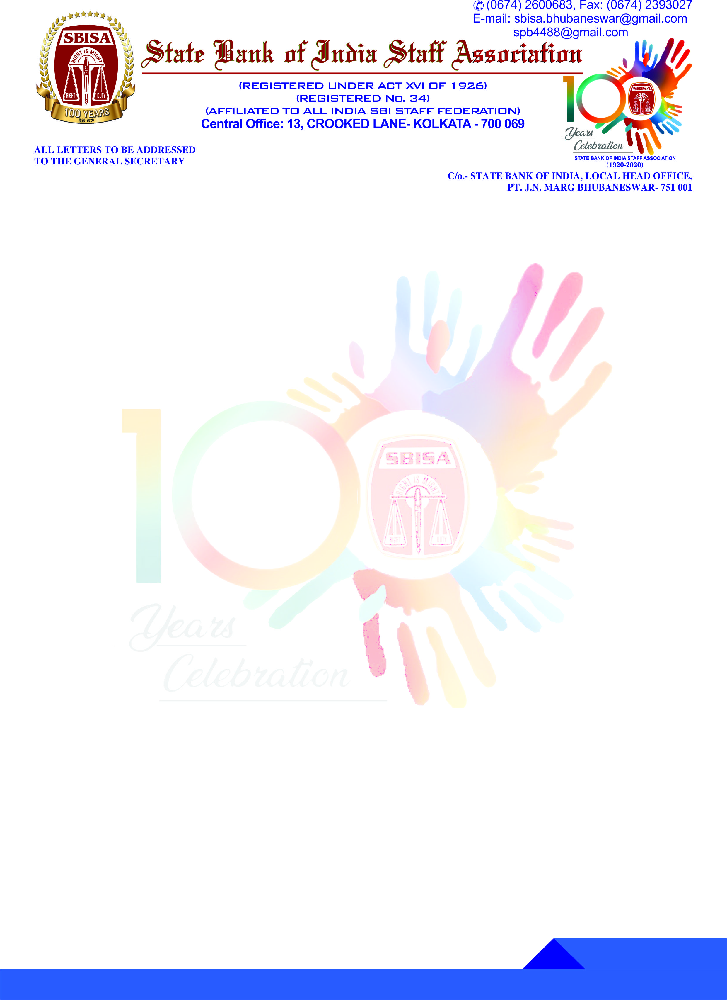 ✆ (0674) 2600683, Fax: (0674) 2393027
E-mail: sbisa.bhubaneswar@gmail.com
spb4488@gmail.com
SBISA
RIGHT IS MIGHT
RIGHT DUTY
100 YEARS
1920-2020
State Bank of India Staff Association
(REGISTERED UNDER ACT XVI OF 1926)
(REGISTERED No. 34)
(AFFILIATED TO ALL INDIA SBI STAFF FEDERATION)
Central Office: 13, CROOKED LANE- KOLKATA - 700 069
100
SBISA
Years
Celebration
STATE BANK OF INDIA STAFF ASSOCIATION
(1920-2020)
ALL LETTERS TO BE ADDRESSED
TO THE GENERAL SECRETARY
C/o.- STATE BANK OF INDIA, LOCAL HEAD OFFICE,
PT. J.N. MARG BHUBANESWAR- 751 001
100
SBISA
RIGHT IS MIGHT
RIGHT DUTY
Years
Celebration